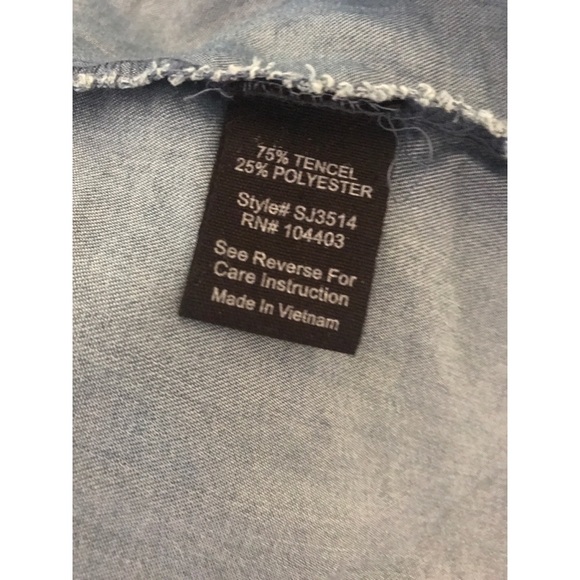 75% TENCEL
25% POLYESTER
Style# SJ3514
RN# 104403
See Reverse For
Care Instruction
Made In Vietnam